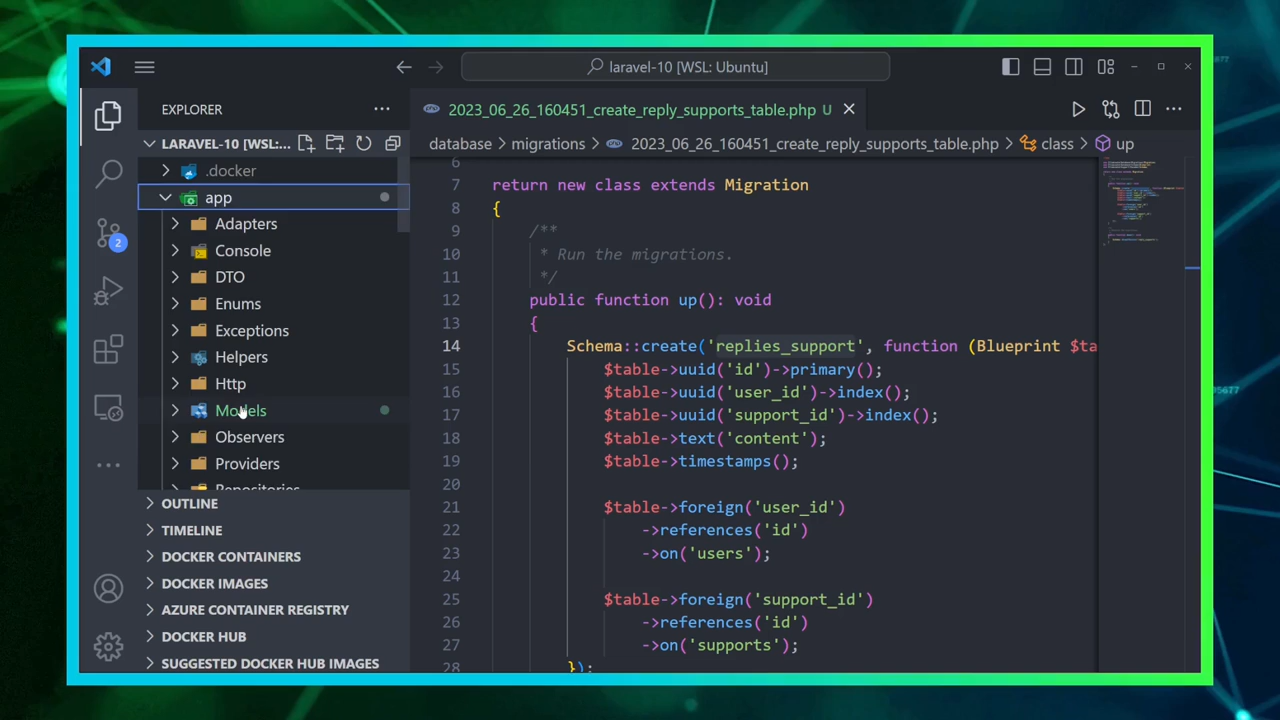 laravel-10 [WSL: Ubuntu]
EXPLORER
2023_06_26_160451_create_reply_supports_table.php U
LARAVEL-10 [WSL:...
database
migrations
2023_06_26_160451_create_reply_supports_table.php
class
up
.docker
app
Adapters
Console
DTO
Enums
Exceptions
Helpers
Http
Models
Observers
Providers
Repositories
OUTLINE
TIMELINE
DOCKER CONTAINERS
DOCKER IMAGES
AZURE CONTAINER REGISTRY
DOCKER HUB
SUGGESTED DOCKER HUB IMAGES
2
6
7 return new class extends Migration
8 {
9 /**
10 * Run the migrations.
11 */
12 public function up(): void
13 {
14 Schema::create('replies_support', function (Blueprint $ta
15 $table->uuid('id')->primary();
16 $table->uuid('user_id')->index();
17 $table->uuid('support_id')->index();
18 $table->text('content');
19 $table->timestamps();
20
21 $table->foreign('user_id')
22 ->references('id')
23 ->on('users');
24
25 $table->foreign('support_id')
26 ->references('id')
27 ->on('supports');
28 });